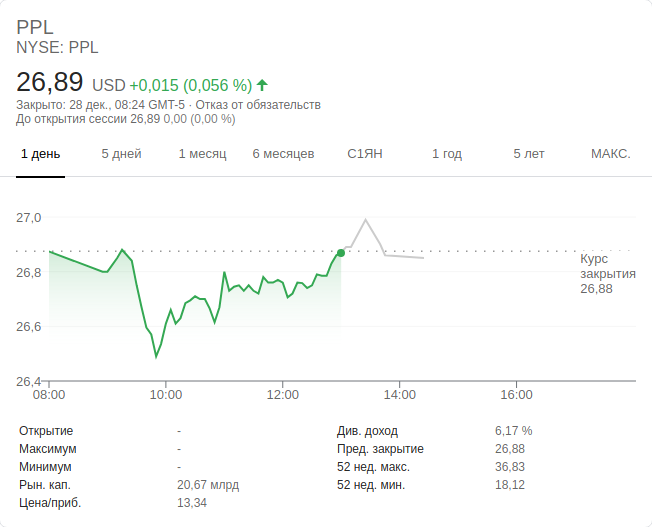 PPL
NYSE: PPL
26,89 USD +0,015 (0,056 %)
Закрыто: 28 дек., 08:24 GMT-5 · Отказ от обязательств
До открытия сессии 26,89 0,00 (0,00 %)
1 день 5 дней 1 месяц 6 месяцев С1ЯН 1 год 5 лет МАКС.
27,0
26,8
26,6
26,4
Курс
закрытия
26,88
08:00 10:00 12:00 14:00 16:00
Открытие - Див. доход 6,17 %
Максимум - Пред. закрытие 26,88
Минимум - 52 нед. макс. 36,83
Рын. кап. 20,67 млрд 52 нед. мин. 18,12
Цена/приб. 13,34